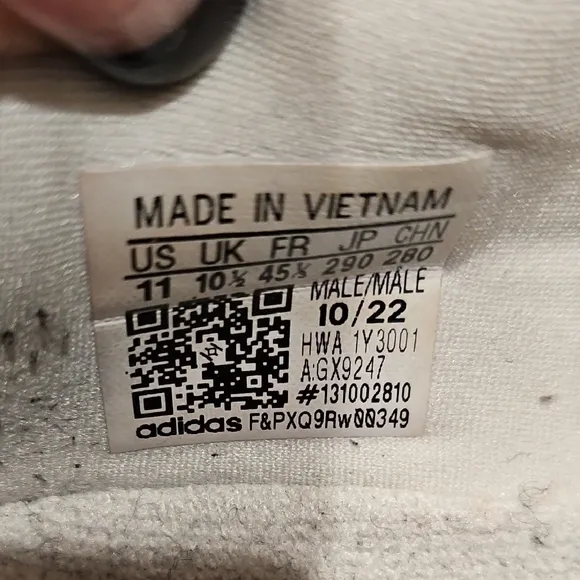 MADE IN VIETNAM
US UK FR JP CHN
11 10½ 45⅓ 290 280
MALE/MALE
10/22
HWA 1Y3001
A:GX9247
#131002810
adidas F&PXQ9Rw00349